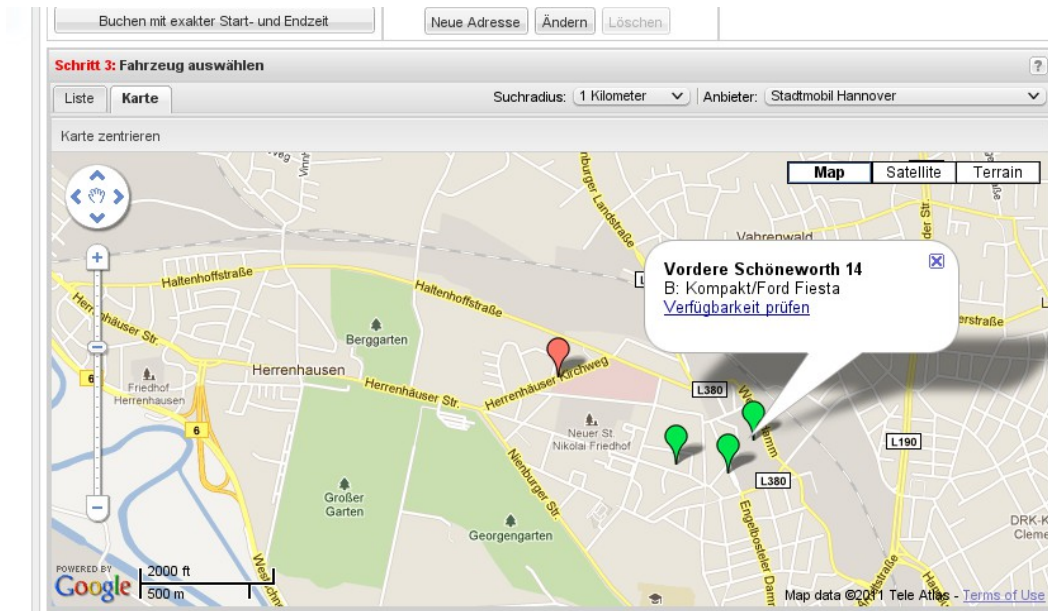 Buchen mit exakter Start- und Endzeit
Neue Adresse
Ändern
Löschen
Schritt 3: Fahrzeug auswählen
?
Liste
Karte
Suchradius: 1 Kilometer
Anbieter: Stadtmobil Hannover
Karte zentrieren
Map
Satellite
Terrain
burger Landstraße
Vahrenwald
Vordere Schöneworth 14
B: Kompakt/Ford Fiesta
Verfügbarkeit prüfen
Haltenhoffstraße
Haltenhoffstraße
Herrenhäuser Str.
Berggarten
Herrenhausen
Herrenhäuser Str.
Herrenhäuser Kirchweg
Friedhof
Herrenhausen
6
6
L380
Neuer St.
Nikolai Friedhof
L190
L380
Nienburger Str.
Großer
Garten
Georgengarten
Engelbosteler Damm
DRK-K
Cleme
POWERED BY
Google
2000 ft
500 m
Map data ©2011 Tele Atlas - Terms of Use